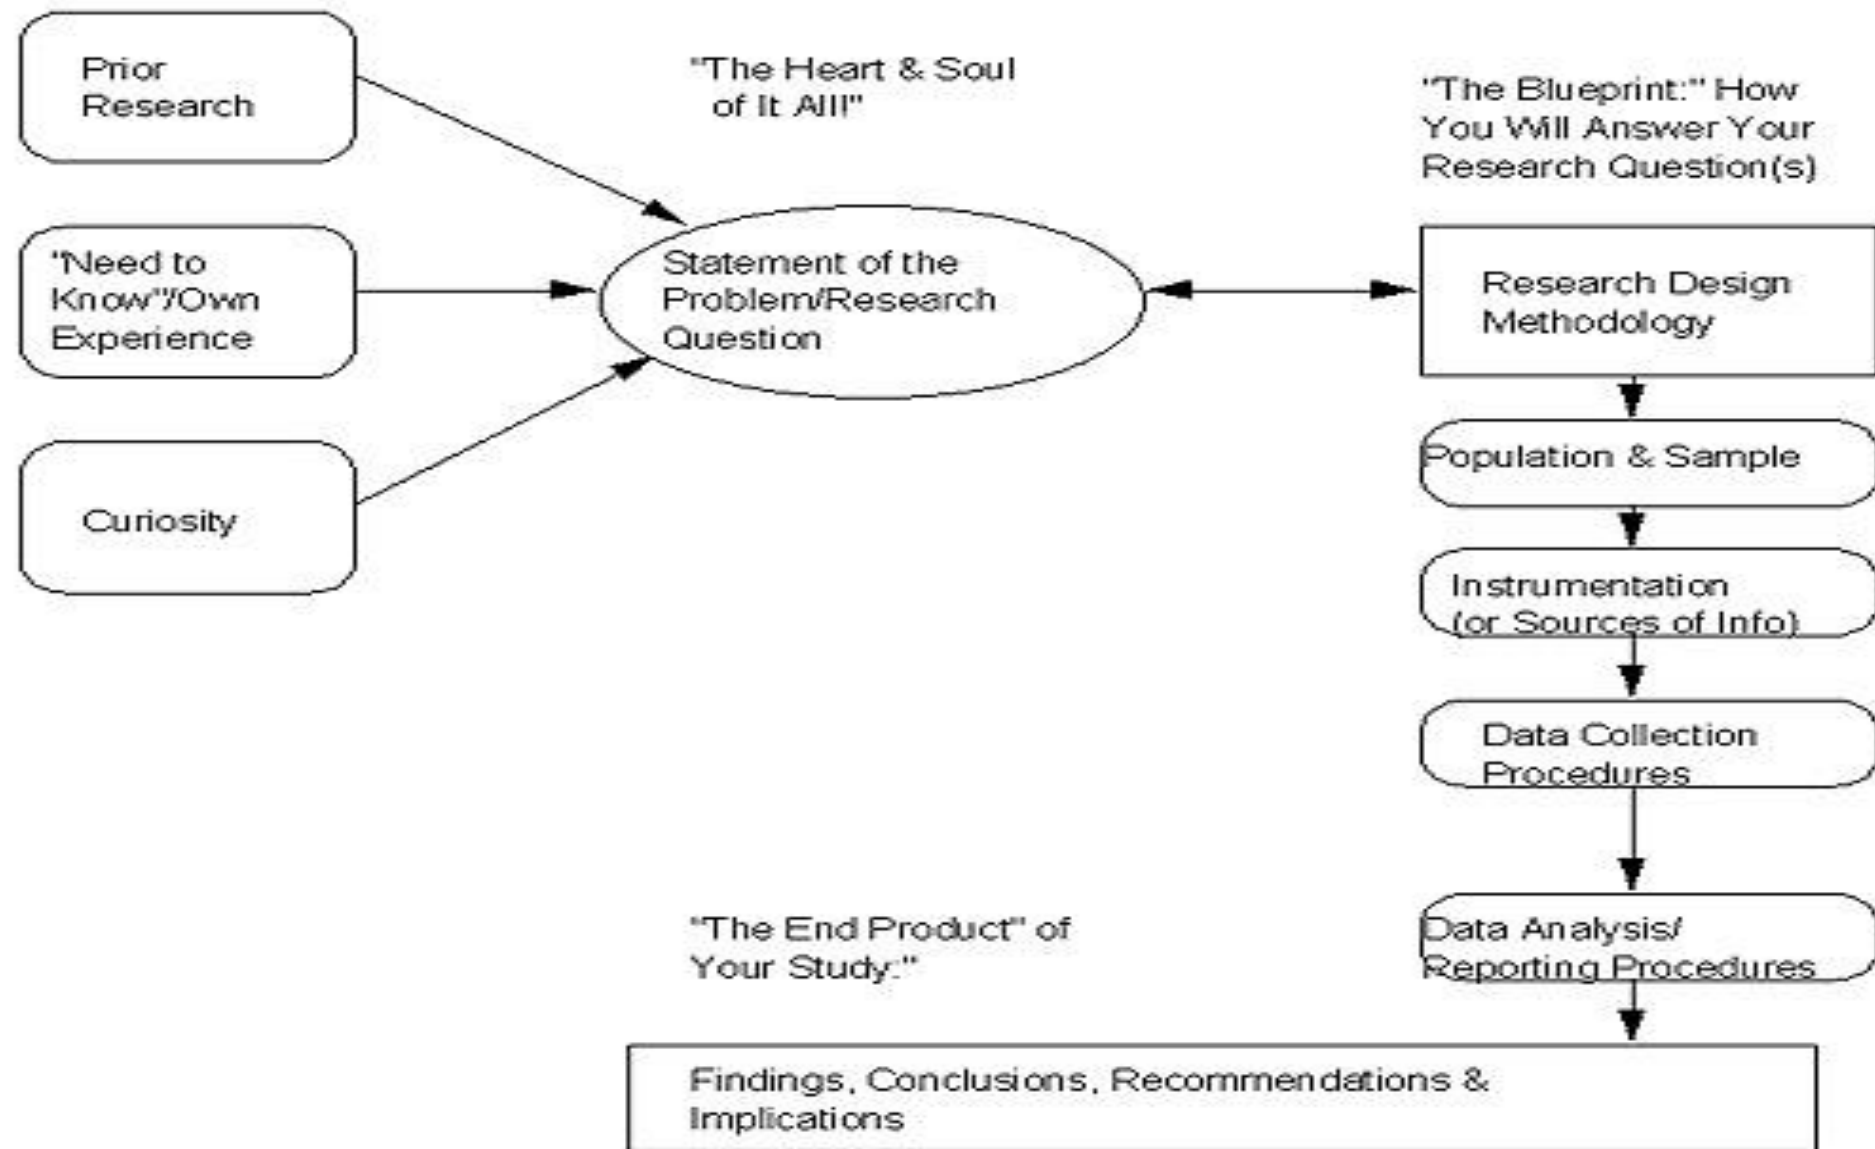 Prior
Research
"The Heart & Soul
of It All!"
"The Blueprint:" How
You Will Answer Your
Research Question(s)
"Need to
Know"/Own
Experience
Statement of the
Problem/Research
Question
Research Design
Methodology
Curiosity
Population & Sample
Instrumentation
(or Sources of Info)
Data Collection
Procedures
"The End Product" of
Your Study:"
Data Analysis/
Reporting Procedures
Findings, Conclusions, Recommendations &
Implications